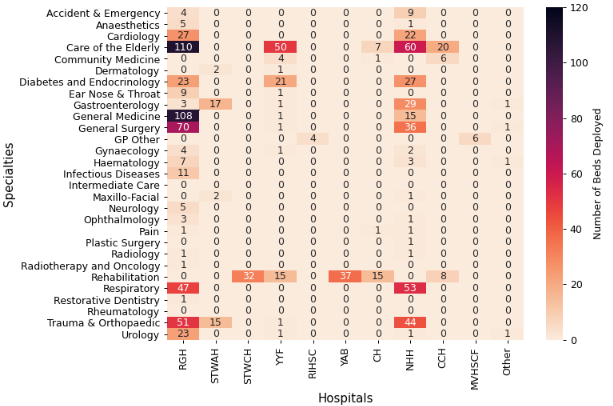 Accident & Emergency 4 0 0 0 0 0 0 9 0 0 0
Anaesthetics 5 0 0 0 0 0 0 1 0 0 0
Cardiology 27 0 0 0 0 0 0 22 0 0 0
Care of the Elderly 110 0 0 50 0 0 7 60 20 0 0
Community Medicine 0 0 0 4 0 0 1 0 6 0 0
Dermatology 0 2 0 1 0 0 0 0 0 0 0
Diabetes and Endocrinology 23 0 0 21 0 0 0 27 0 0 0
Ear Nose & Throat 9 0 0 1 0 0 0 0 0 0 0
Gastroenterology 3 17 0 1 0 0 0 29 0 0 1
General Medicine 108 0 0 1 0 0 0 15 0 0 0
General Surgery 70 0 0 1 0 0 0 36 0 0 1
GP Other 0 0 0 0 4 0 0 0 0 6 0
Gynaecology 4 0 0 1 0 0 0 2 0 0 0
Haematology 7 0 0 0 0 0 0 3 0 0 1
Infectious Diseases 11 0 0 0 0 0 0 0 0 0 0
Intermediate Care 0 0 0 0 0 0 0 0 0 0 0
Maxillo-Facial 0 2 0 0 0 0 0 1 0 0 0
Neurology 5 0 0 0 0 0 0 0 0 0 0
Ophthalmology 3 0 0 0 0 0 0 1 0 0 0
Pain 1 0 0 0 0 0 1 1 0 0 0
Plastic Surgery 0 0 0 0 0 0 0 1 0 0 0
Radiology 1 0 0 0 0 0 0 1 0 0 0
Radiotherapy and Oncology 1 0 0 0 0 0 0 0 0 0 0
Rehabilitation 0 0 32 15 0 37 15 0 8 0 0
Respiratory 47 0 0 0 0 0 0 53 0 0 0
Restorative Dentistry 1 0 0 0 0 0 0 0 0 0 0
Rheumatology 0 0 0 0 0 0 0 0 0 0 0
Trauma & Orthopaedic 51 15 0 1 0 0 0 44 0 0 0
Urology 23 0 0 1 0 0 0 1 0 0 1
RGH STWAH STWCH YYF RIHSC YAB CH NHH CCH MVHSCF Other
Hospitals
Specialties
120
100
80
60
40
20
0
Number of Beds Deployed